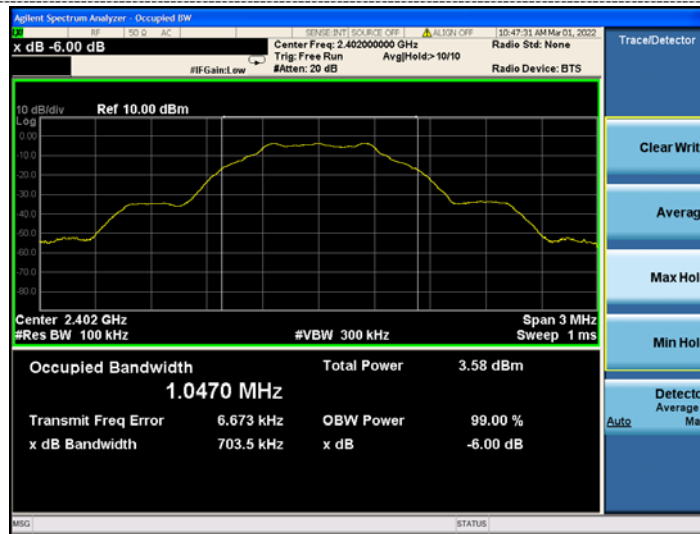 Agilent Spectrum Analyzer - Occupied BW
RF 50 Ω AC SENSE:INT SOURCE OFF ALIGN OFF 10:47:31 AM Mar 01, 2022
x dB -6.00 dB
Center Freq: 2.402000000 GHz
Radio Std: None
Trig: Free Run Avg|Hold:> 10/10
#IFGain:Low #Atten: 20 dB Radio Device: BTS
Trace/Detector
10 dB/div Ref 10.00 dBm
Log
0.00
-10.0
-20.0
-30.0
-40.0
-50.0
-60.0
-70.0
-80.0
Center 2.402 GHz Span 3 MHz
#Res BW 100 kHz #VBW 300 kHz Sweep 1 ms
Occupied Bandwidth Total Power 3.58 dBm
1.0470 MHz
Transmit Freq Error 6.673 kHz OBW Power 99.00 %
x dB Bandwidth 703.5 kHz x dB -6.00 dB
Clear Writ
Averag
Max Hol
Min Hol
Detecto
Average
Auto Ma
MSG STATUS